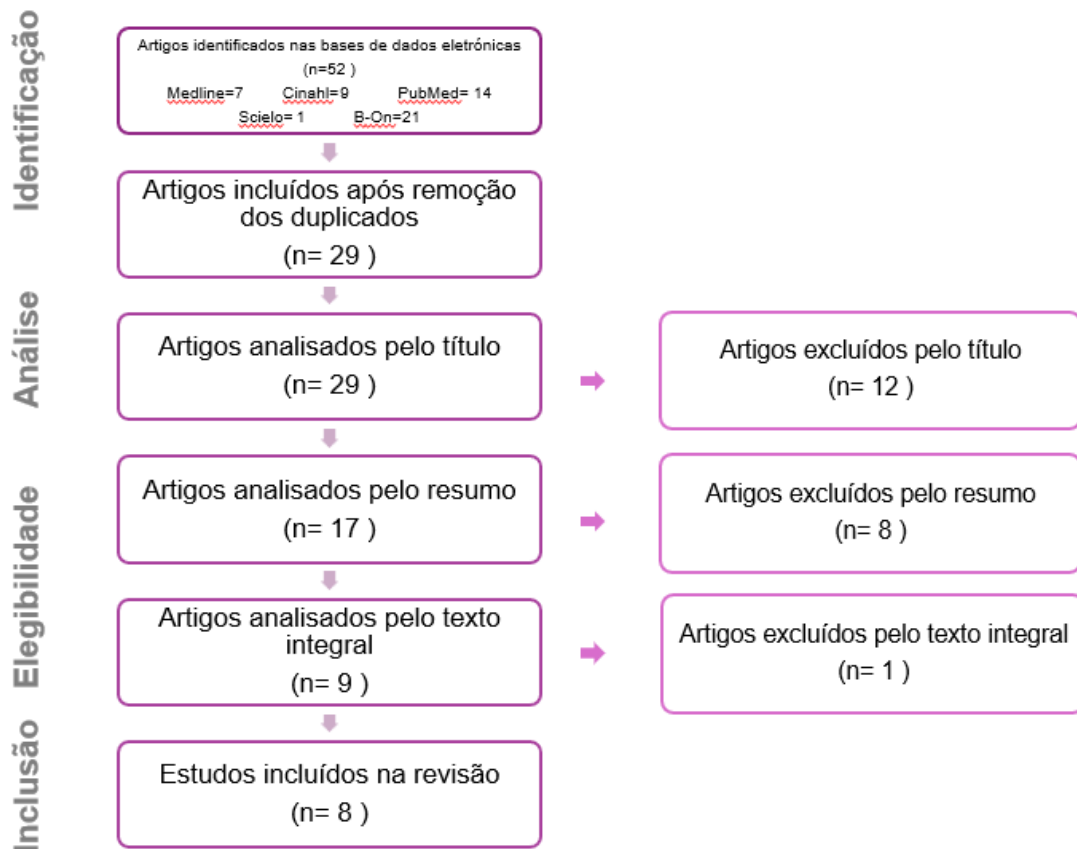 Identificação
Artigos identificados nas bases de dados eletrónicas
(n=52 )
Medline=7 Cinahl=9 PubMed= 14
Scielo= 1 B-On=21
Artigos incluídos após remoção
dos duplicados
(n= 29 )
Análise
Artigos analisados pelo título
(n= 29 )
Artigos excluídos pelo título
(n= 12 )
Elegibilidade
Artigos analisados pelo resumo
(n= 17 )
Artigos excluídos pelo resumo
(n= 8 )
Artigos analisados pelo texto
integral
(n= 9 )
Artigos excluídos pelo texto integral
(n= 1 )
Inclusão
Estudos incluídos na revisão
(n= 8 )